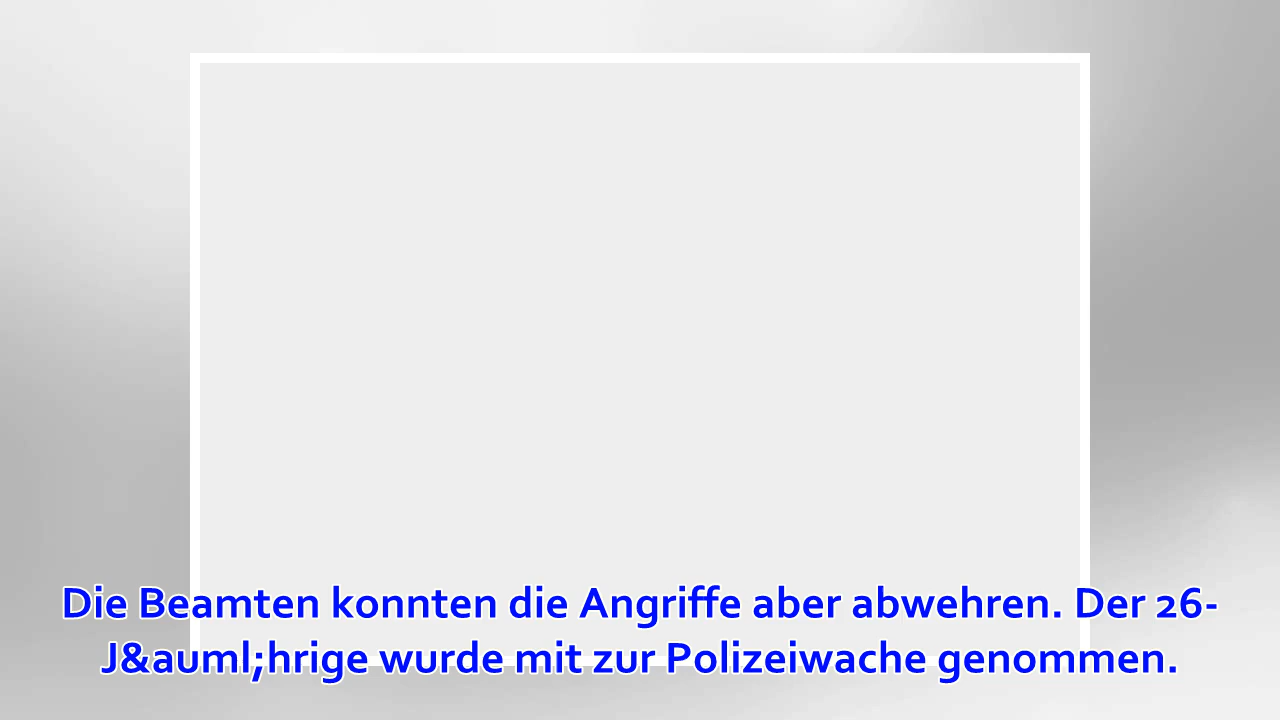 Die Beamten konnten die Angriffe aber abwehren. Der 26-
J&auml;hrige wurde mit zur Polizeiwache genommen.